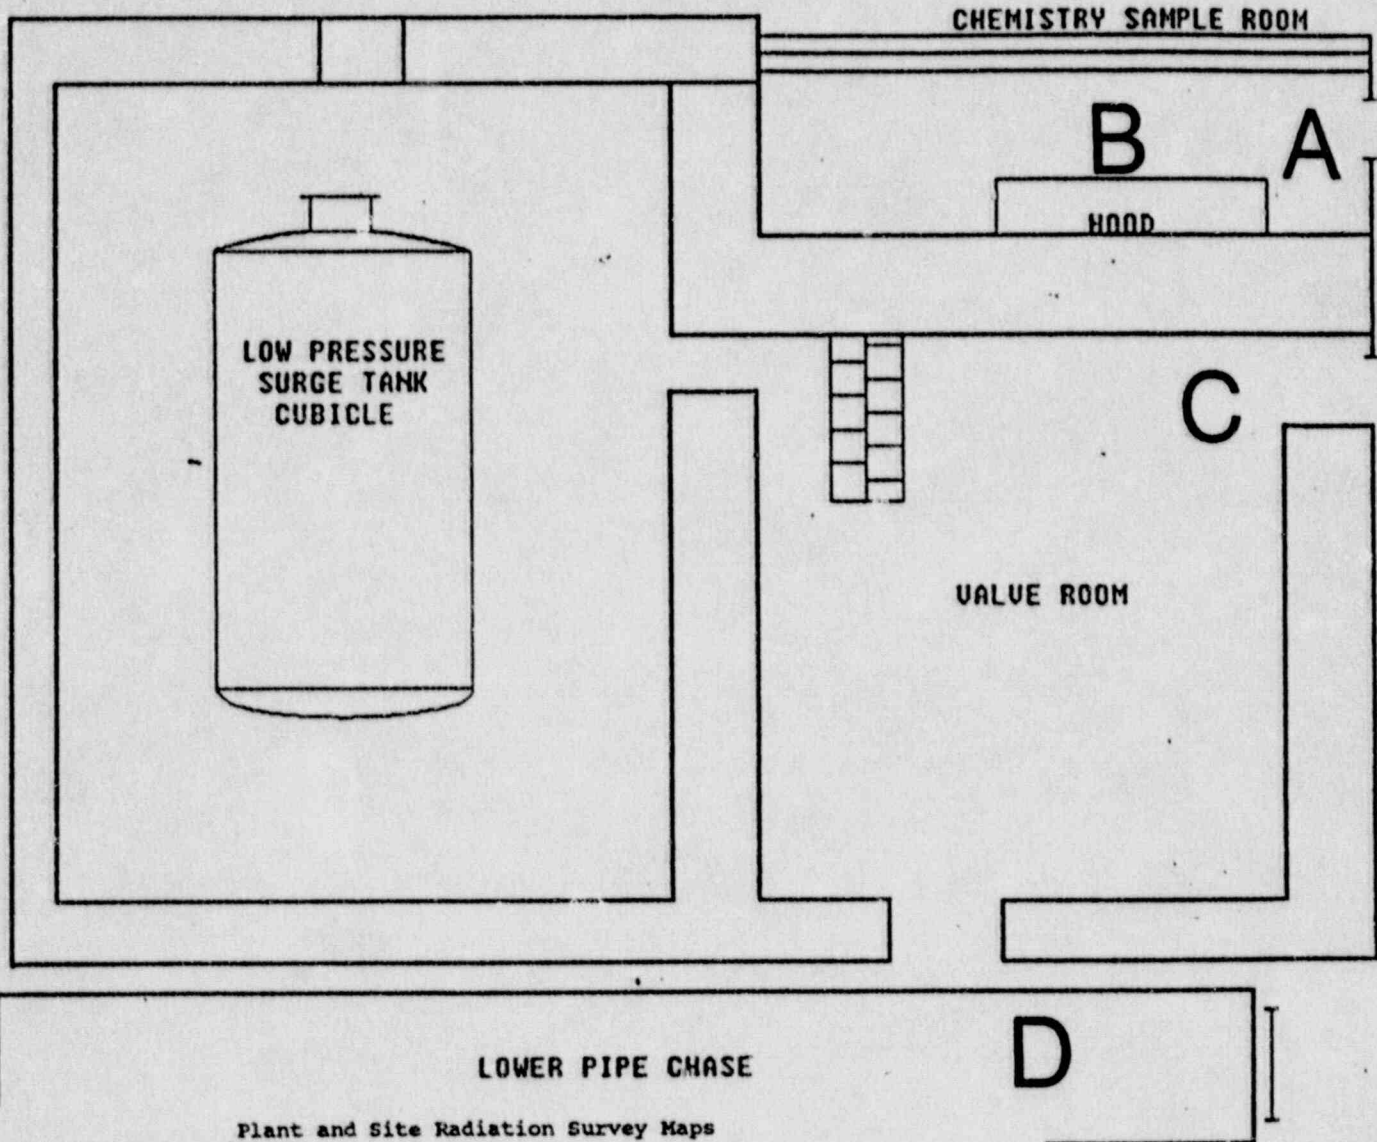 CHEMISTRY SAMPLE ROOM
B A
HOOD
LOW PRESSURE
SURGE TANK
CUBICLE
C
VALVE ROOM
LOWER PIPE CHASE
D
Plant and Site Radiation Survey Maps